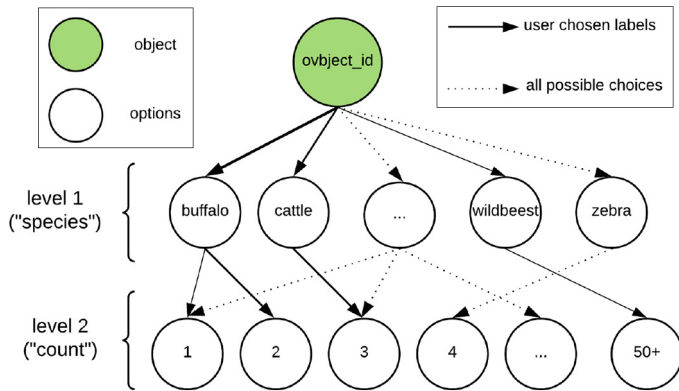 object
options
ovbject_id
user chosen labels
all possible choices
level 1
("species")
buffalo
cattle
...
wildbeest
zebra
level 2
("count")
1
2
3
4
...
50+